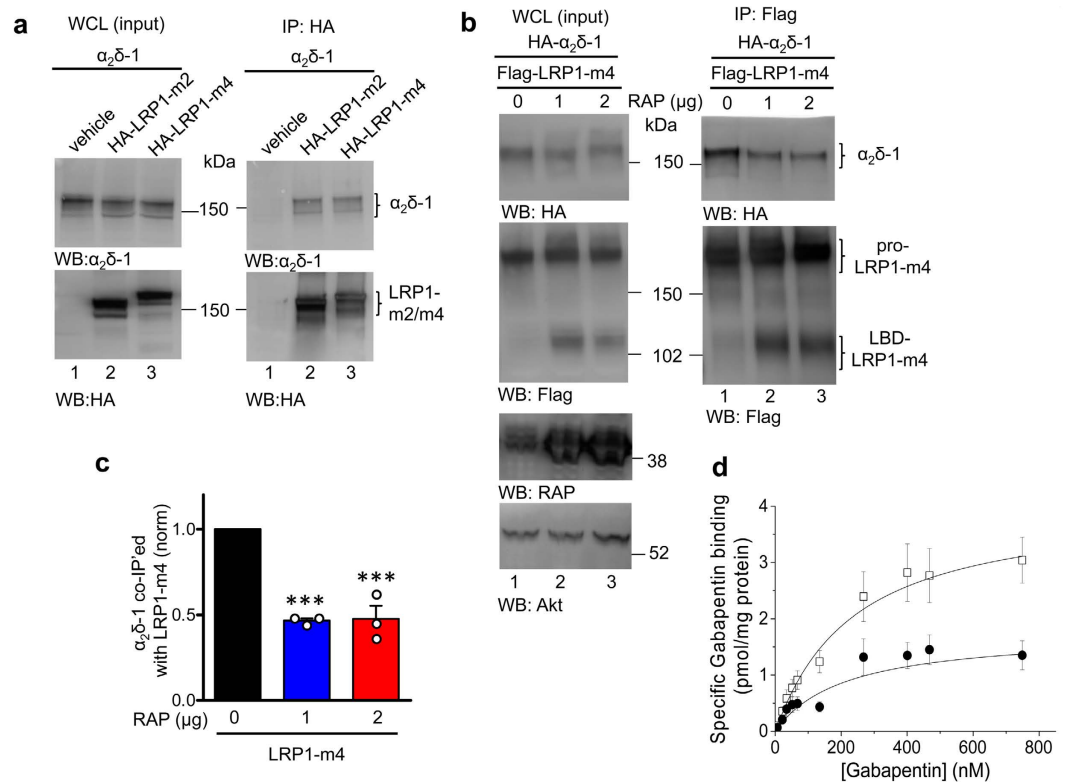 a
WCL (input)
IP: HA
α2δ-1
α2δ-1
vehicle
HA-LRP1-m2
HA-LRP1-m4
vehicle
HA-LRP1-m2
HA-LRP1-m4
kDa
150
α2δ-1
WB:α2δ-1
WB:α2δ-1
150
LRP1-
m2/m4
1 2 3
1 2 3
WB:HA
WB:HA
b
WCL (input)
IP: Flag
HA-α2δ-1
HA-α2δ-1
Flag-LRP1-m4
Flag-LRP1-m4
0 1 2 RAP (µg) 0 1 2
kDa
150
α2δ-1
WB: HA
WB: HA
pro-
LRP1-m4
150
102
LBD-
LRP1-m4
WB: Flag
1 2 3
WB: Flag
38
WB: RAP
52
1 2 3
WB: Akt
c
α2δ-1 co-IP'ed
with LRP1-m4 (norm)
1.0
0.5
0.0
***
***
RAP (µg) 0 1 2
LRP1-m4
d
Specific Gabapentin binding
(pmol/mg protein)
4
3
2
1
0
0 200 400 600 800
[Gabapentin] (nM)